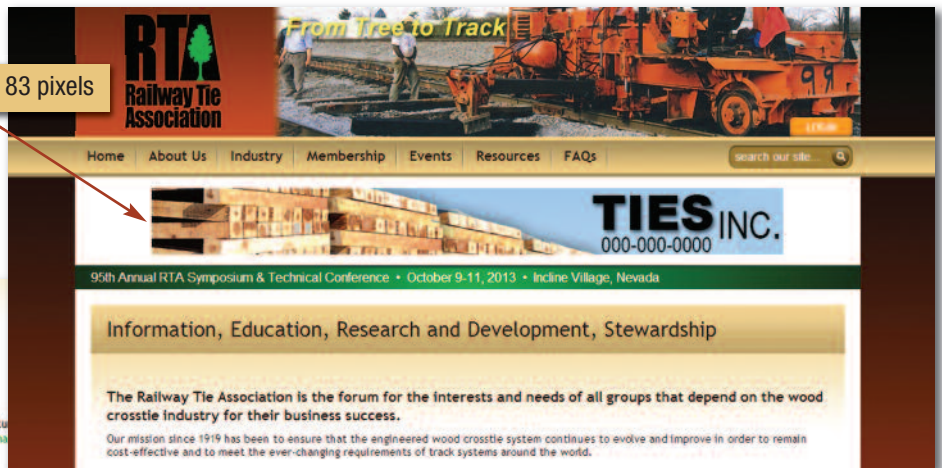 From Tree to Track
RTA
Railway Tie
Association
83 pixels
LOGIN
Home About Us Industry Membership Events Resources FAQs
search our site...
TIES INC.
000-000-0000
95th Annual RTA Symposium & Technical Conference • October 9-11, 2013 • Incline Village, Nevada
Information, Education, Research and Development, Stewardship
The Railway Tie Association is the forum for the interests and needs of all groups that depend on the wood
crosstie industry for their business success.
Our mission since 1919 has been to ensure that the engineered wood crosstie system continues to evolve and improve in order to remain
cost-effective and to meet the ever-changing requirements of track systems around the world.